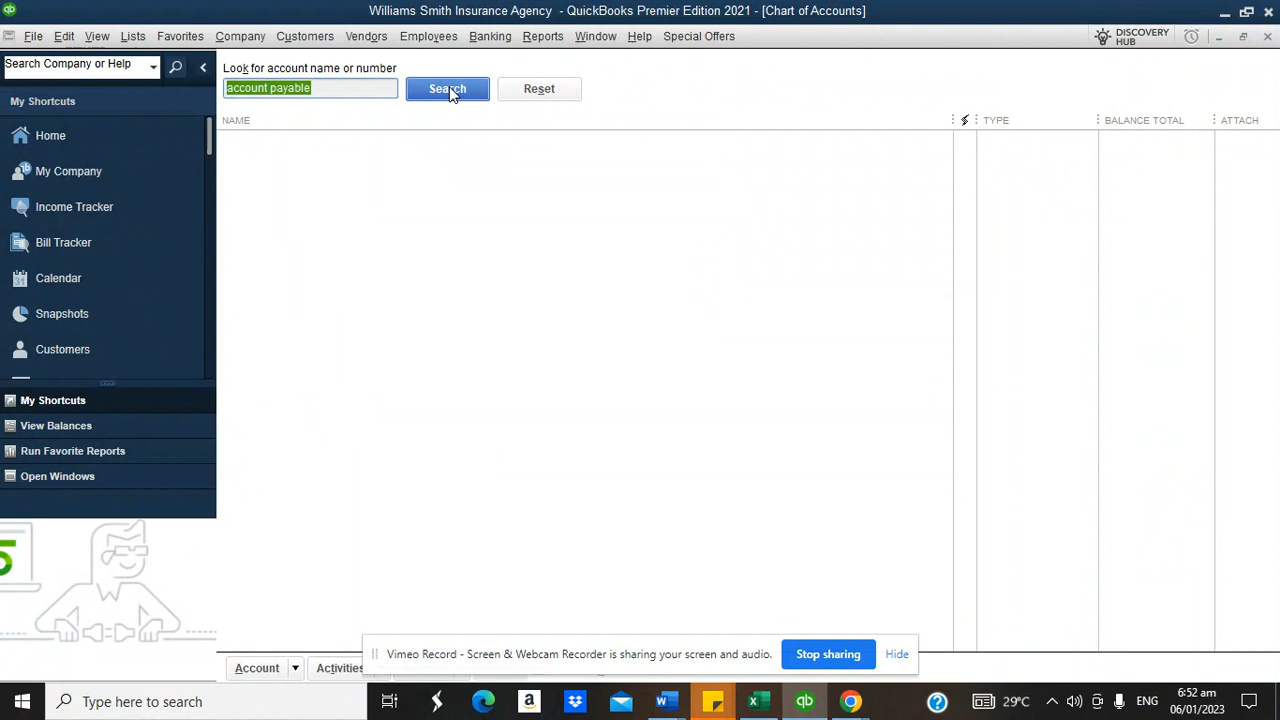 Williams Smith Insurance Agency - QuickBooks Premier Edition 2021 - [Chart of Accounts]
File Edit View Lists Favorites Company Customers Vendors Employees Banking Reports Window Help Special Offers
DISCOVERY
HUB
Search Company or Help
My Shortcuts
Home
My Company
Income Tracker
Bill Tracker
Calendar
Snapshots
Customers
My Shortcuts
View Balances
Run Favorite Reports
Open Windows
Look for account name or number
account payable
Search
Reset
NAME TYPE BALANCE TOTAL ATTACH
Vimeo Record - Screen & Webcam Recorder is sharing your screen and audio.
Stop sharing
Hide
Account
Activities
Type here to search
29°C
ENG
6:52 am
06/01/2023